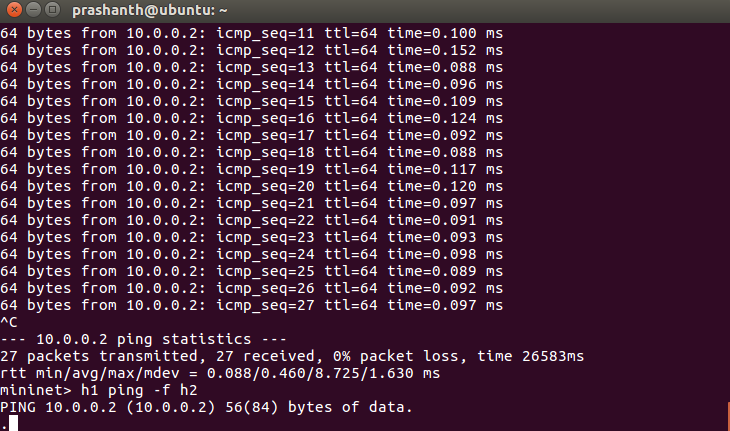 prashanth@ubuntu: ~
64 bytes from 10.0.0.2: icmp_seq=11 ttl=64 time=0.100 ms
64 bytes from 10.0.0.2: icmp_seq=12 ttl=64 time=0.152 ms
64 bytes from 10.0.0.2: icmp_seq=13 ttl=64 time=0.088 ms
64 bytes from 10.0.0.2: icmp_seq=14 ttl=64 time=0.096 ms
64 bytes from 10.0.0.2: icmp_seq=15 ttl=64 time=0.109 ms
64 bytes from 10.0.0.2: icmp_seq=16 ttl=64 time=0.124 ms
64 bytes from 10.0.0.2: icmp_seq=17 ttl=64 time=0.092 ms
64 bytes from 10.0.0.2: icmp_seq=18 ttl=64 time=0.088 ms
64 bytes from 10.0.0.2: icmp_seq=19 ttl=64 time=0.117 ms
64 bytes from 10.0.0.2: icmp_seq=20 ttl=64 time=0.120 ms
64 bytes from 10.0.0.2: icmp_seq=21 ttl=64 time=0.097 ms
64 bytes from 10.0.0.2: icmp_seq=22 ttl=64 time=0.091 ms
64 bytes from 10.0.0.2: icmp_seq=23 ttl=64 time=0.093 ms
64 bytes from 10.0.0.2: icmp_seq=24 ttl=64 time=0.098 ms
64 bytes from 10.0.0.2: icmp_seq=25 ttl=64 time=0.089 ms
64 bytes from 10.0.0.2: icmp_seq=26 ttl=64 time=0.092 ms
64 bytes from 10.0.0.2: icmp_seq=27 ttl=64 time=0.097 ms
^C
--- 10.0.0.2 ping statistics ---
27 packets transmitted, 27 received, 0% packet loss, time 26583ms
rtt min/avg/max/mdev = 0.088/0.460/8.725/1.630 ms
mininet> h1 ping -f h2
PING 10.0.0.2 (10.0.0.2) 56(84) bytes of data.
.